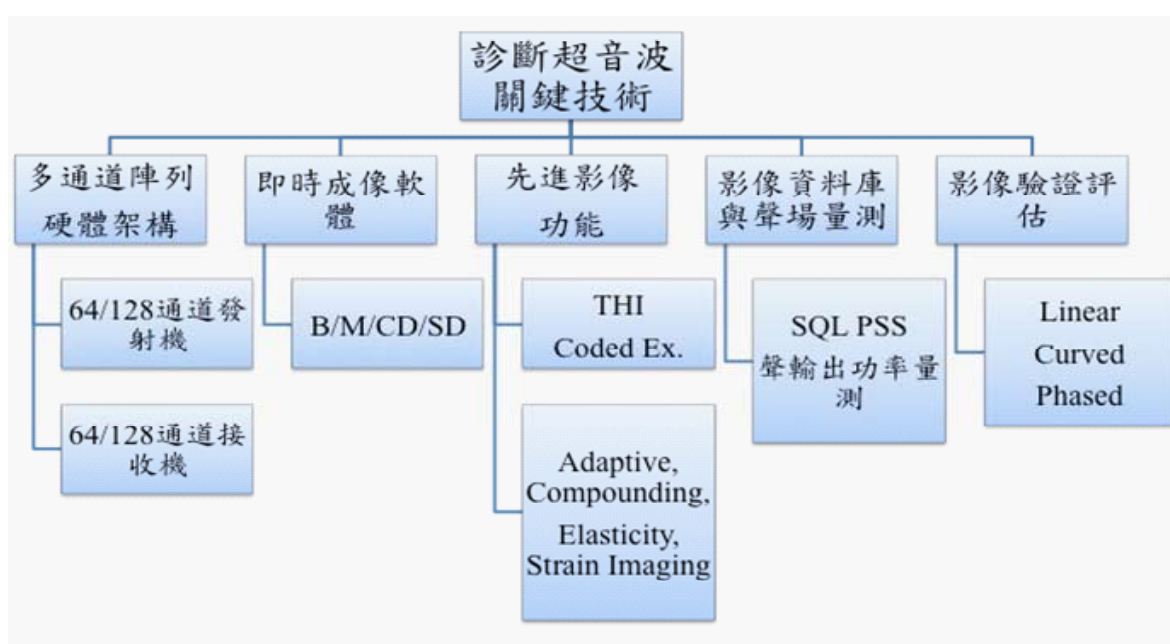 診斷超音波
關鍵技術
多通道陣列
硬體架構
64/128通道發
射機
64/128通道接
收機
即時成像軟
體
B/M/CD/SD
先進影像
功能
THI
Coded Ex.
Adaptive,
Compounding,
Elasticity,
Strain Imaging
影像資料庫
與聲場量測
SQL PSS
聲輸出功率量
測
影像驗證評
估
Linear
Curved
Phased